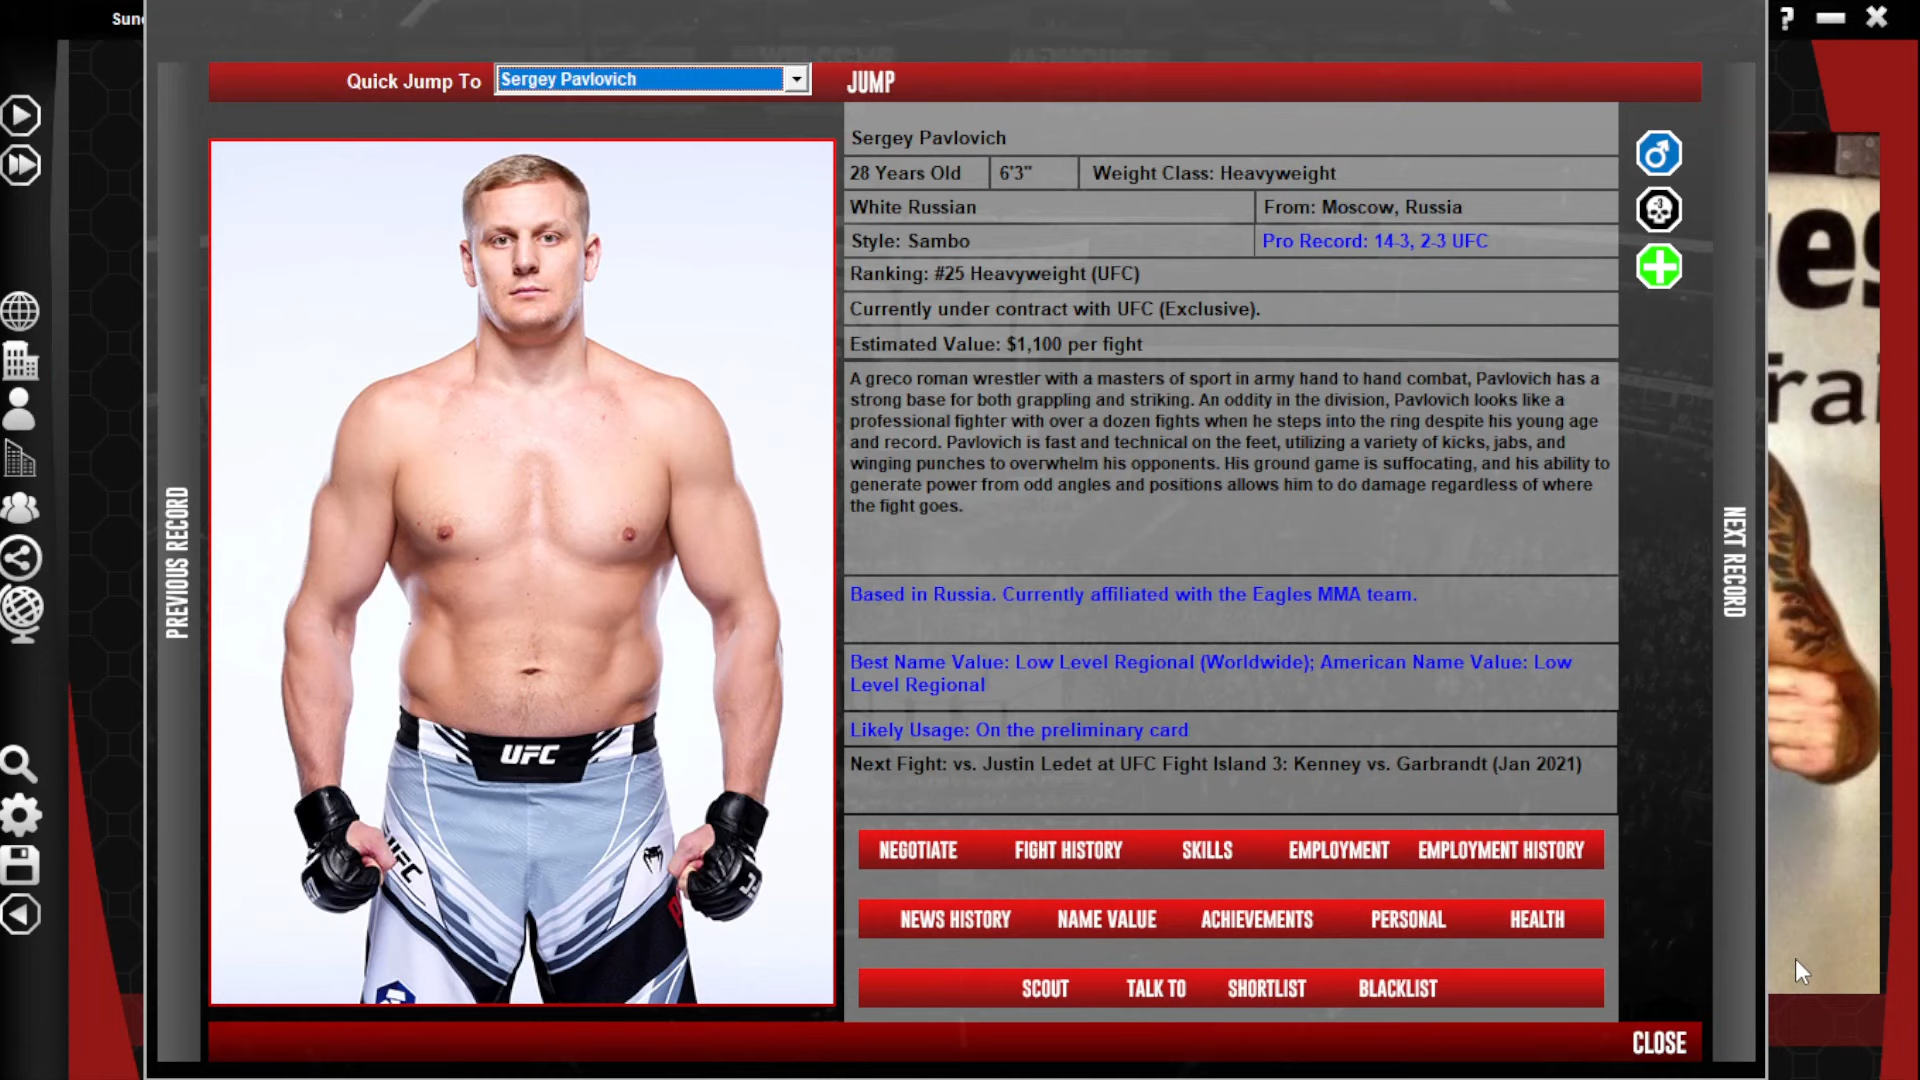 Sun
Quick Jump To
Sergey Pavlovich
JUMP
Sergey Pavlovich
28 Years Old
6'3"
Weight Class: Heavyweight
White Russian
From: Moscow, Russia
Style: Sambo
Pro Record: 14-3, 2-3 UFC
Ranking: #25 Heavyweight (UFC)
Currently under contract with UFC (Exclusive).
Estimated Value: $1,100 per fight
A greco roman wrestler with a masters of sport in army hand to hand combat, Pavlovich has a
strong base for both grappling and striking. An oddity in the division, Pavlovich looks like a
professional fighter with over a dozen fights when he steps into the ring despite his young age
and record. Pavlovich is fast and technical on the feet, utilizing a variety of kicks, jabs, and
winging punches to overwhelm his opponents. His ground game is suffocating, and his ability to
generate power from odd angles and positions allows him to do damage regardless of where
the fight goes.
Based in Russia. Currently affiliated with the Eagles MMA team.
Best Name Value: Low Level Regional (Worldwide); American Name Value: Low
Level Regional
Likely Usage: On the preliminary card
Next Fight: vs. Justin Ledet at UFC Fight Island 3: Kenney vs. Garbrandt (Jan 2021)
NEGOTIATE
FIGHT HISTORY
SKILLS
EMPLOYMENT
EMPLOYMENT HISTORY
NEWS HISTORY
NAME VALUE
ACHIEVEMENTS
PERSONAL
HEALTH
SCOUT
TALK TO
SHORTLIST
BLACKLIST
CLOSE
PREVIOUS RECORD
NEXT RECORD
UFC
UFC
-3
?
es
rai